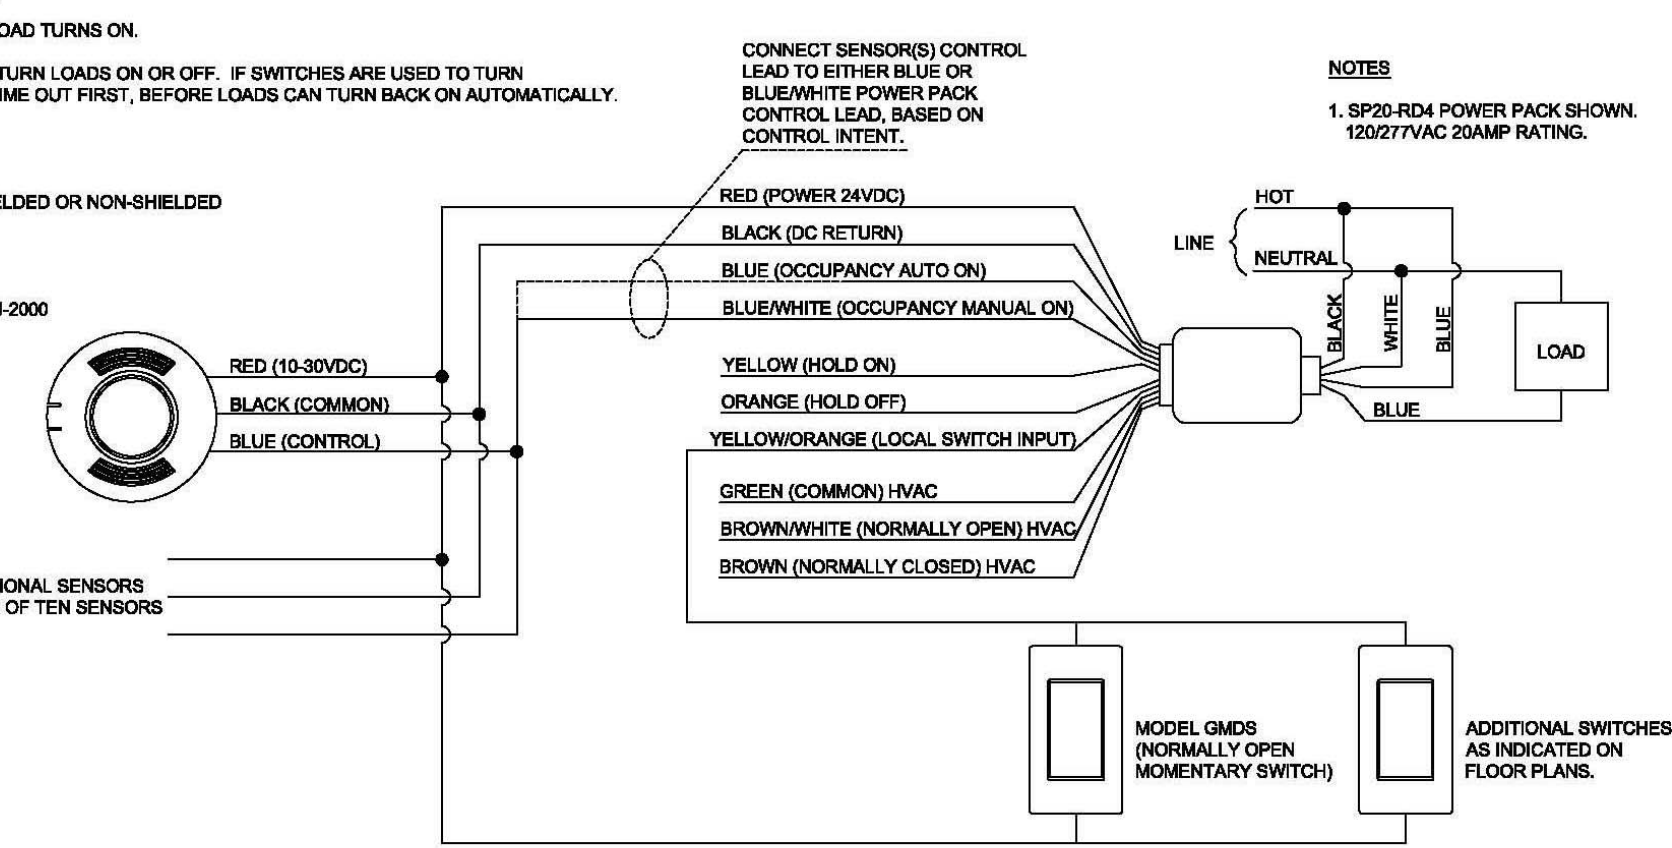 OAD TURNS ON.
TURN LOADS ON OR OFF. IF SWITCHES ARE USED TO TURN
IME OUT FIRST, BEFORE LOADS CAN TURN BACK ON AUTOMATICALLY.
ELDED OR NON-SHIELDED
-2000
CONNECT SENSOR(S) CONTROL
LEAD TO EITHER BLUE OR
BLUE/WHITE POWER PACK
CONTROL LEAD, BASED ON
CONTROL INTENT.
NOTES
1. SP20-RD4 POWER PACK SHOWN.
120/277VAC 20AMP RATING.
RED (POWER 24VDC)
BLACK (DC RETURN)
BLUE (OCCUPANCY AUTO ON)
BLUE/WHITE (OCCUPANCY MANUAL ON)
YELLOW (HOLD ON)
ORANGE (HOLD OFF)
YELLOW/ORANGE (LOCAL SWITCH INPUT)
GREEN (COMMON) HVAC
BROWN/WHITE (NORMALLY OPEN) HVAC
BROWN (NORMALLY CLOSED) HVAC
HOT
LINE
NEUTRAL
BLACK
WHITE
BLUE
LOAD
BLUE
RED (10-30VDC)
BLACK (COMMON)
BLUE (CONTROL)
IONAL SENSORS
OF TEN SENSORS
MODEL GMDS
(NORMALLY OPEN
MOMENTARY SWITCH)
ADDITIONAL SWITCHES
AS INDICATED ON
FLOOR PLANS.